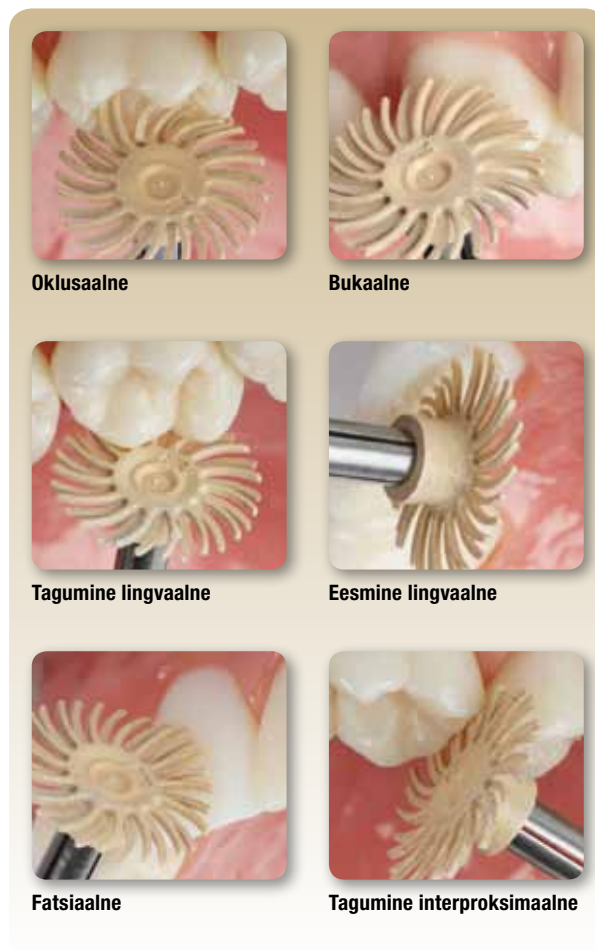 Oklusaalne
Bukaalne
Tagumine lingvaalne
Eesmine lingvaalne
Fatsiaalne
Tagumine interproksimaalne